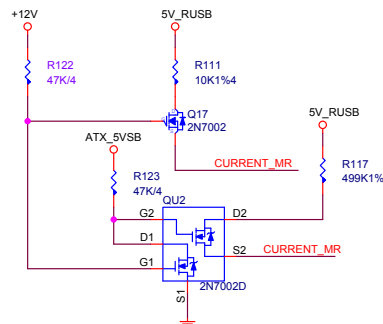 +12V
5V_RUSB
R122
47K/4
R111
10K1%4
Q17
2N7002
5V_RUSB
ATX_5VSB
CURRENT_MR
R117
499K1%
R123
47K/4
QU2
G2
D2
D1
S2
CURRENT_MR
G1
2N7002D
S1